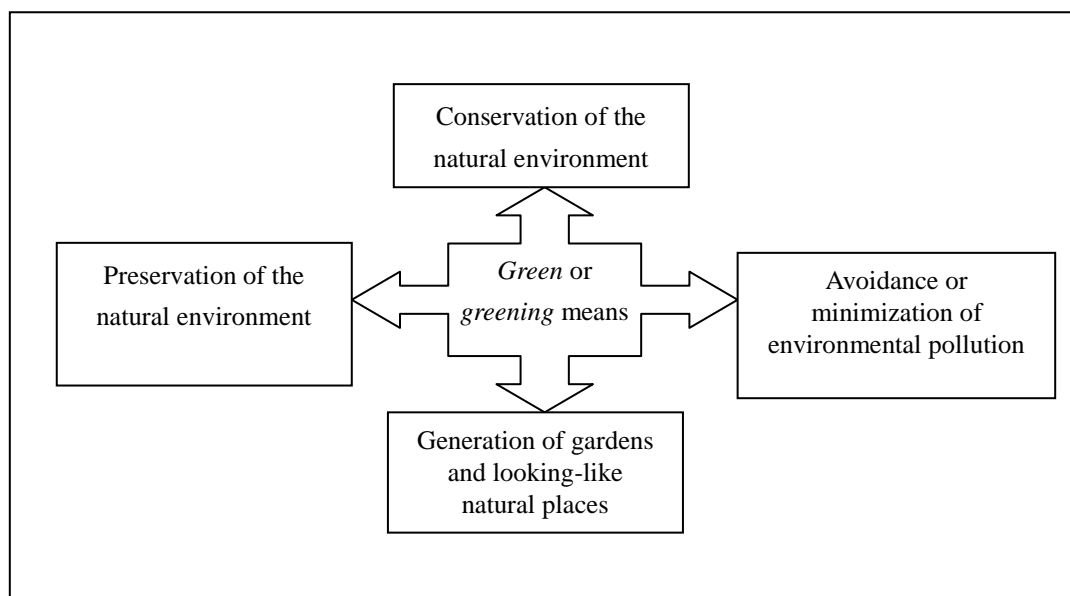 Conservation of the
natural environment
Preservation of the
natural environment
Green or
greening means
Avoidance or
minimization of
environmental pollution
Generation of gardens
and looking-like
natural places